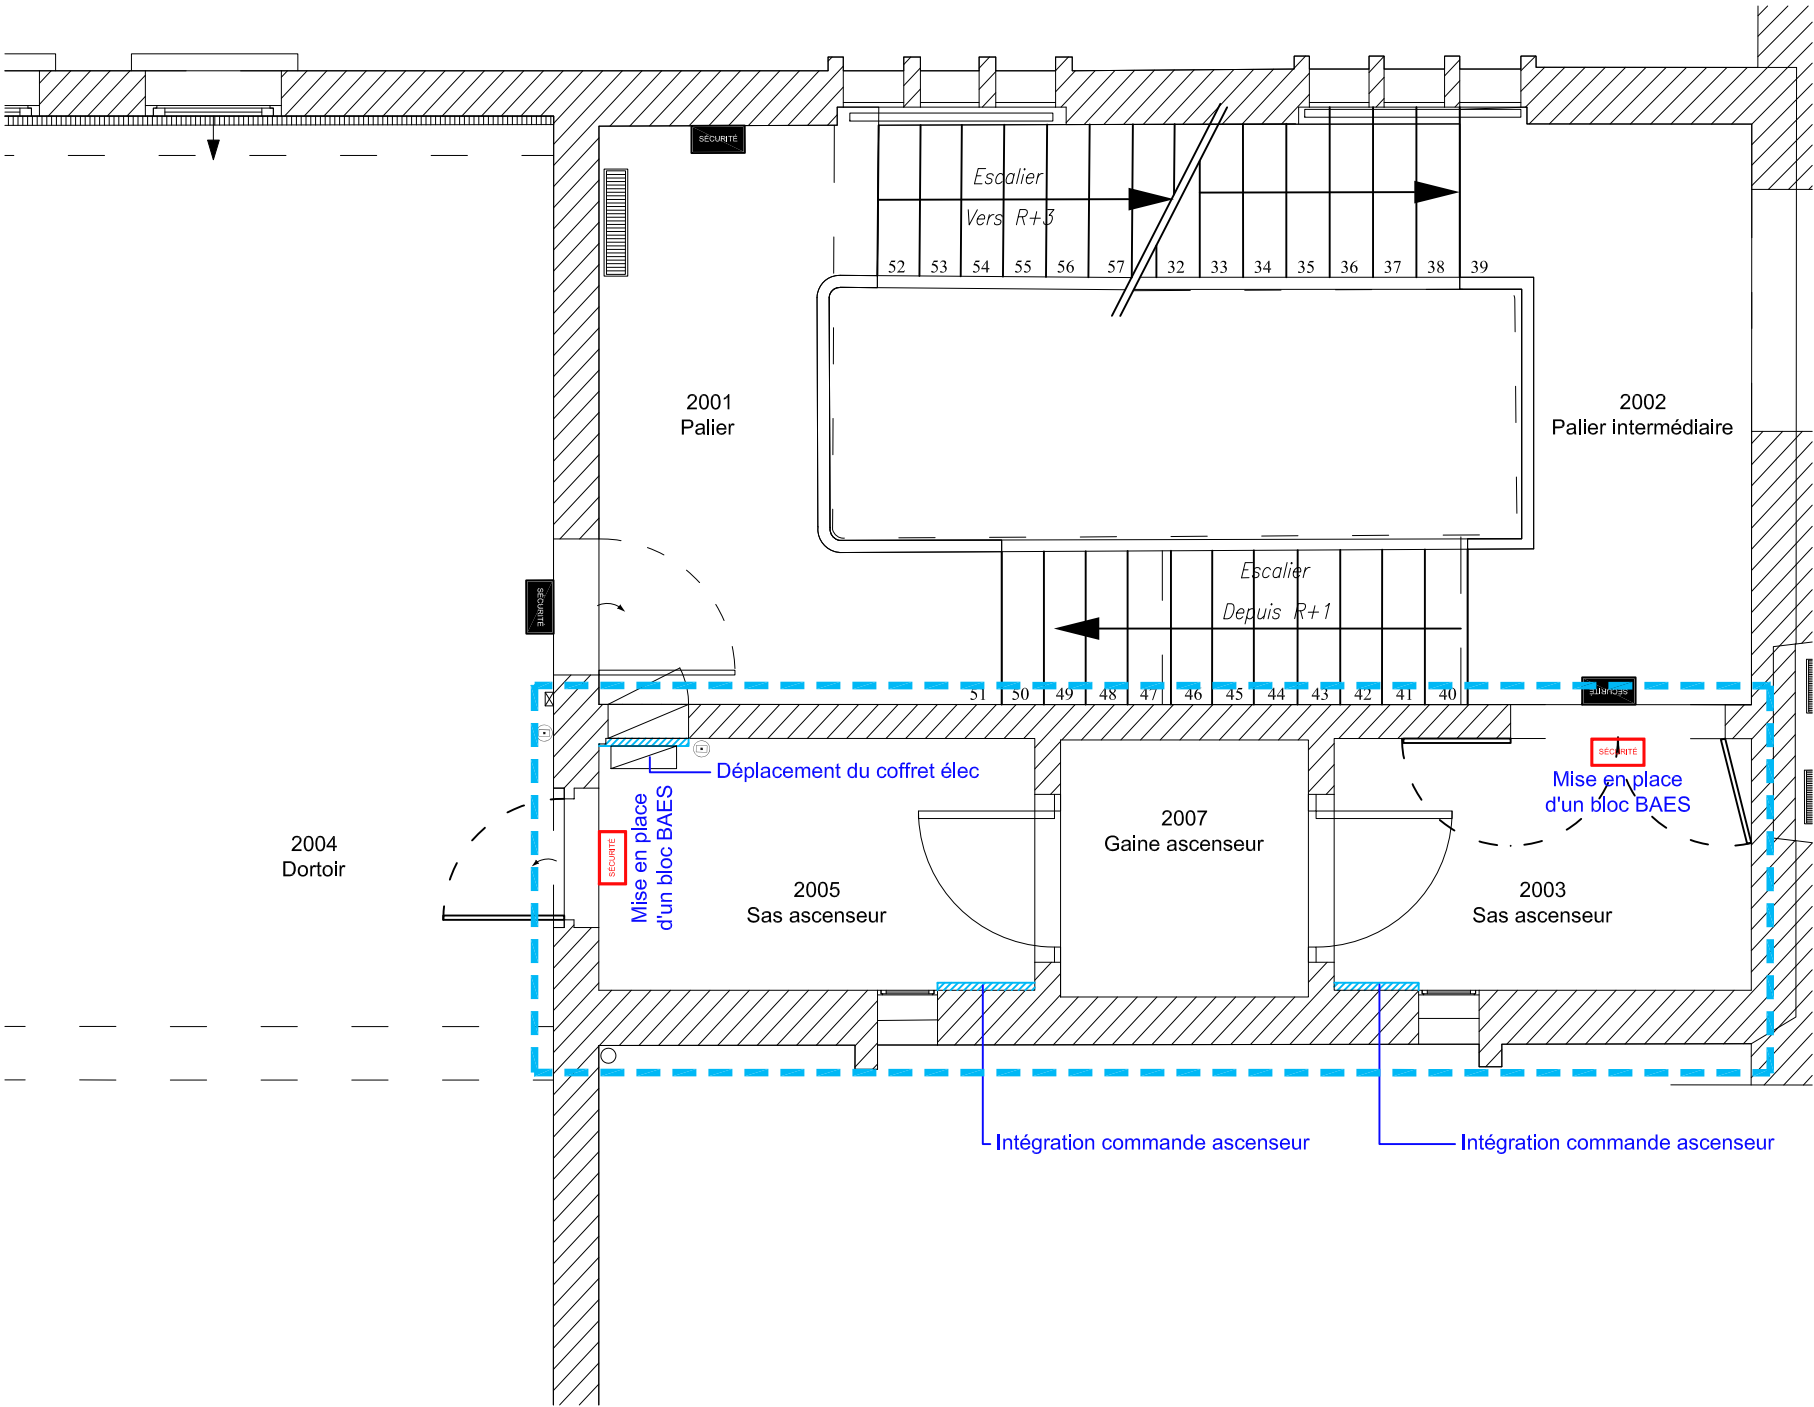 SÉCURITÉ
Escalier
Vers R+3
52 53 54 55 56 57 32 33 34 35 36 37 38 39
2001
Palier
2002
Palier intermédiaire
SÉCURITÉ
Escalier
Depuis R+1
51 50 49 48 47 46 45 44 43 42 41 40
SÉCURITÉ
SÉCURITÉ
Déplacement du coffret élec
Mise en place
d'un bloc BAES
2004
Dortoir
SÉCURITÉ
Mise en place
d'un bloc BAES
2007
Gaine ascenseur
2005
Sas ascenseur
2003
Sas ascenseur
Intégration commande ascenseur
Intégration commande ascenseur